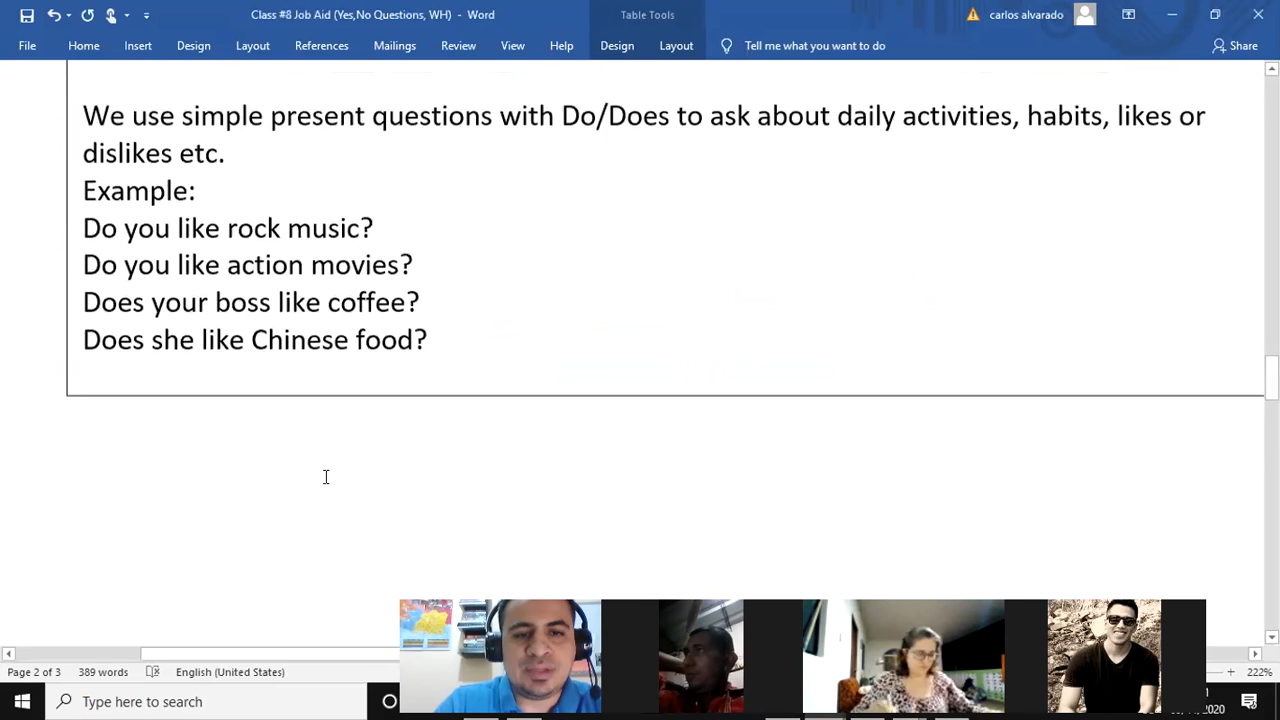 Class #8 Job Aid (Yes,No Questions, WH) - Word
Table Tools
carlos alvarado
File Home Insert Design Layout References Mailings Review View Help Design Layout Tell me what you want to do Share
We use simple present questions with Do/Does to ask about daily activities, habits, likes or
dislikes etc.
Example:
Do you like rock music?
Do you like action movies?
Does your boss like coffee?
Does she like Chinese food?
Page 2 of 3 389 words English (United States) 222%
Type here to search
2020